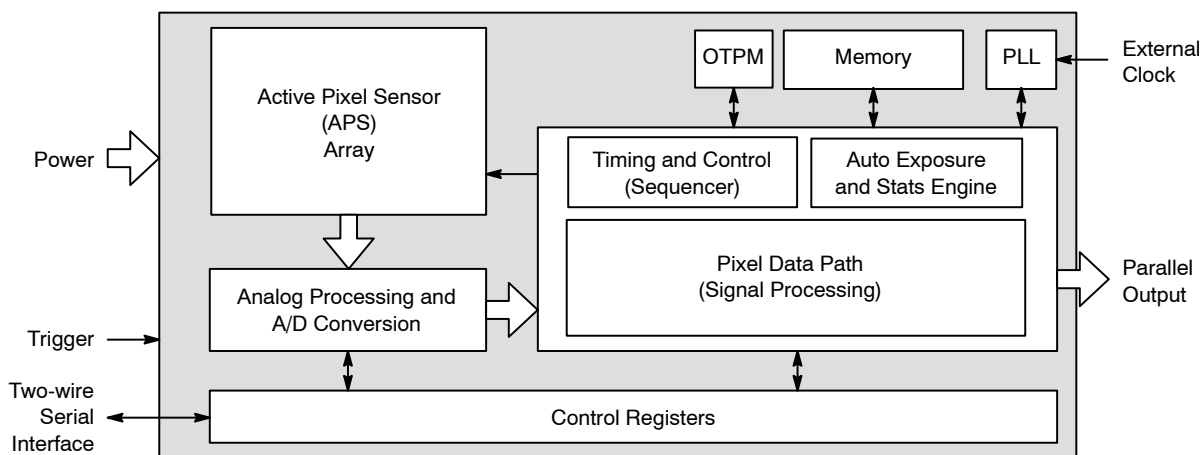 Active Pixel Sensor
(APS)
Array
OTPM
Memory
PLL
External
Clock
Power
Timing and Control
(Sequencer)
Auto Exposure
and Stats Engine
Pixel Data Path
(Signal Processing)
Parallel
Output
Analog Processing and
A/D Conversion
Trigger
Two-wire
Serial
Interface
Control Registers